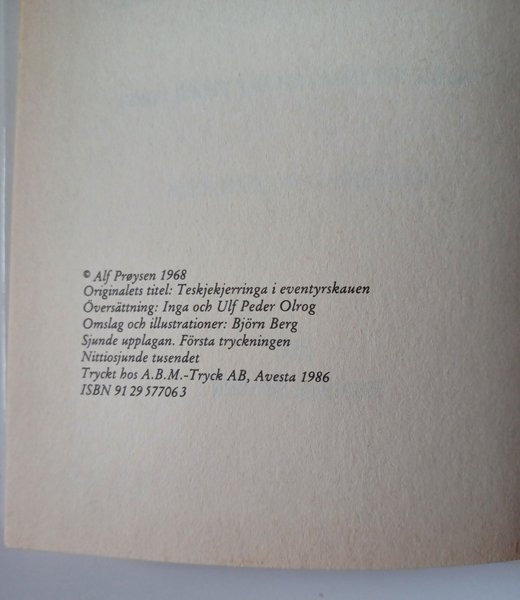 © Alf Prøysen 1968
Originalets titel: Teskjekjerringa i eventyrskauen
Översättning: Inga och Ulf Peder Olrog
Omslag och illustrationer: Björn Berg
Sjunde upplagan. Första tryckningen
Nittiosjunde tusendet
Tryckt hos A.B.M.-Tryck AB, Avesta 1986
ISBN 91 29 57706 3